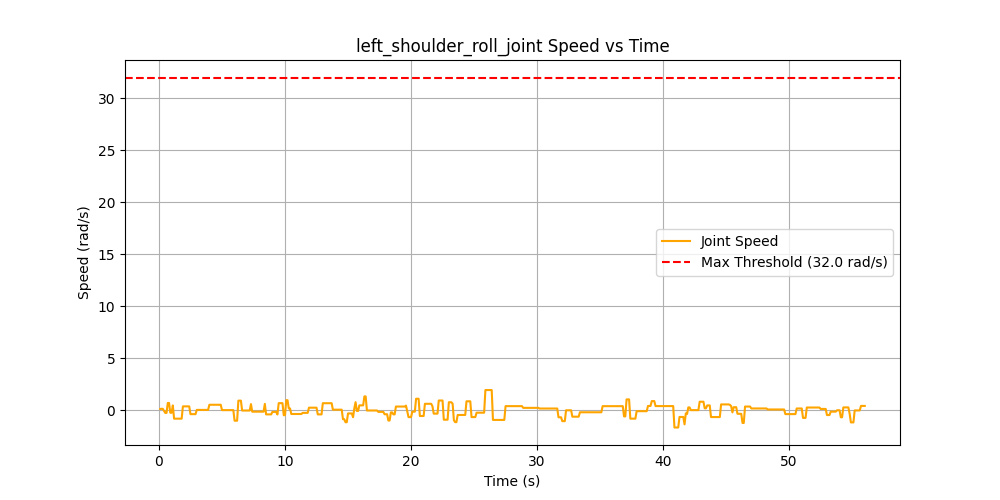 left_shoulder_roll_joint Speed vs Time
30
25
20
15
10
5
0
Speed (rad/s)
Joint Speed
Max Threshold (32.0 rad/s)
0 10 20 30 40 50
Time (s)